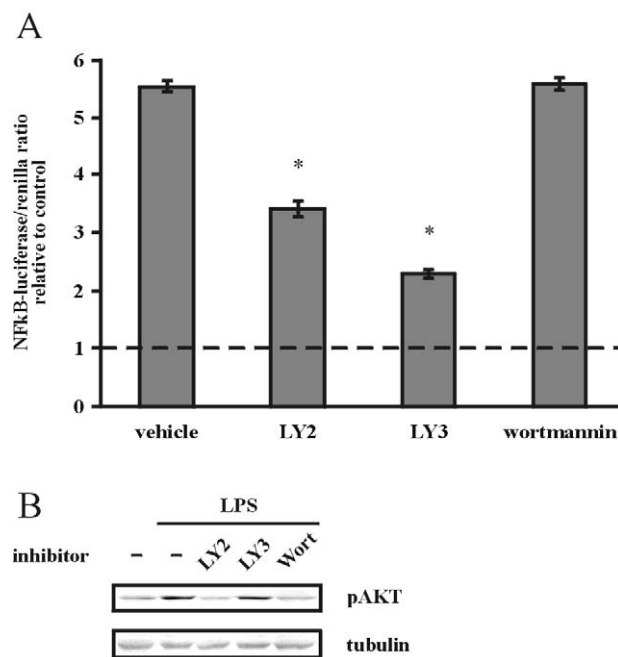 A
NFkB-luciferase/renilla ratio
relative to control
6
5
4
3
2
1
0
*
*
vehicle LY2 LY3 wortmannin
B
LPS
inhibitor – – LY2 LY3 Wort
pAKT
tubulin